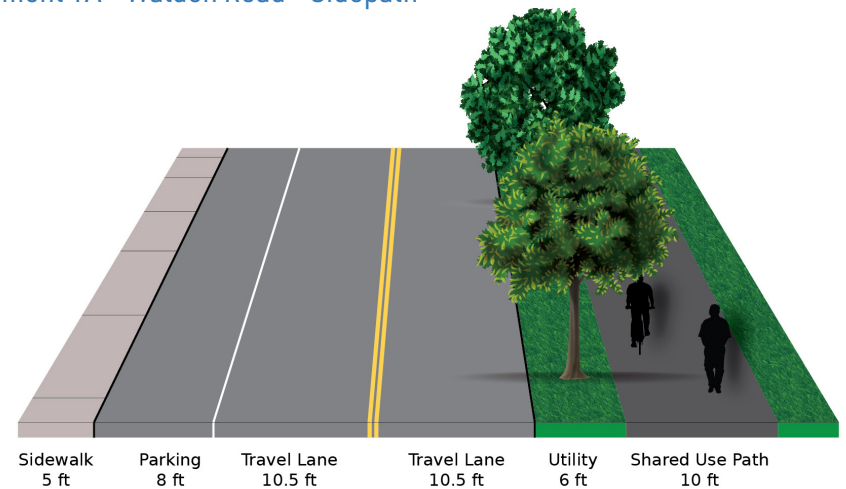 Sidepath
Sidewalk Parking Travel Lane Travel Lane Utility Shared Use Path
5 ft 8 ft 10.5 ft 10.5 ft 6 ft 10 ft